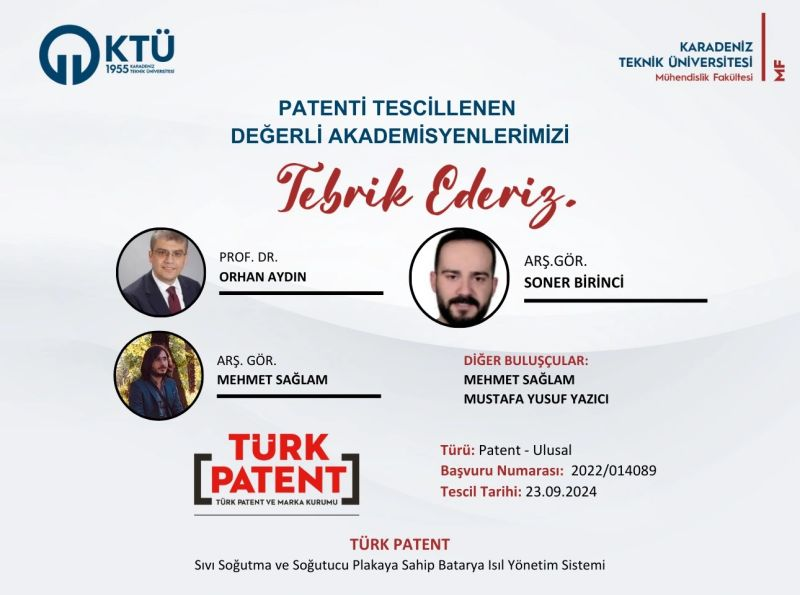 KTÜ
1955 KARADENİZ
TEKNİK ÜNİVERSİTESİ
KARADENİZ
TEKNİK ÜNİVERSİTESİ
Mühendislik Fakültesi
MF
PATENTİ TESCİLLENEN
DEĞERLİ AKADEMİSYENLERİMİZİ
Tebrik Ederiz.
PROF. DR.
ORHAN AYDIN
ARŞ.GÖR.
SONER BİRİNCİ
ARŞ. GÖR.
MEHMET SAĞLAM
DİĞER BULUŞÇULAR:
MEHMET SAĞLAM
MUSTAFA YUSUF YAZICI
TÜRK
PATENT
TÜRK PATENT VE MARKA KURUMU
Türü: Patent - Ulusal
Başvuru Numarası: 2022/014089
Tescil Tarihi: 23.09.2024
TÜRK PATENT
Sıvı Soğutma ve Soğutucu Plakaya Sahip Batarya Isıl Yönetim Sistemi